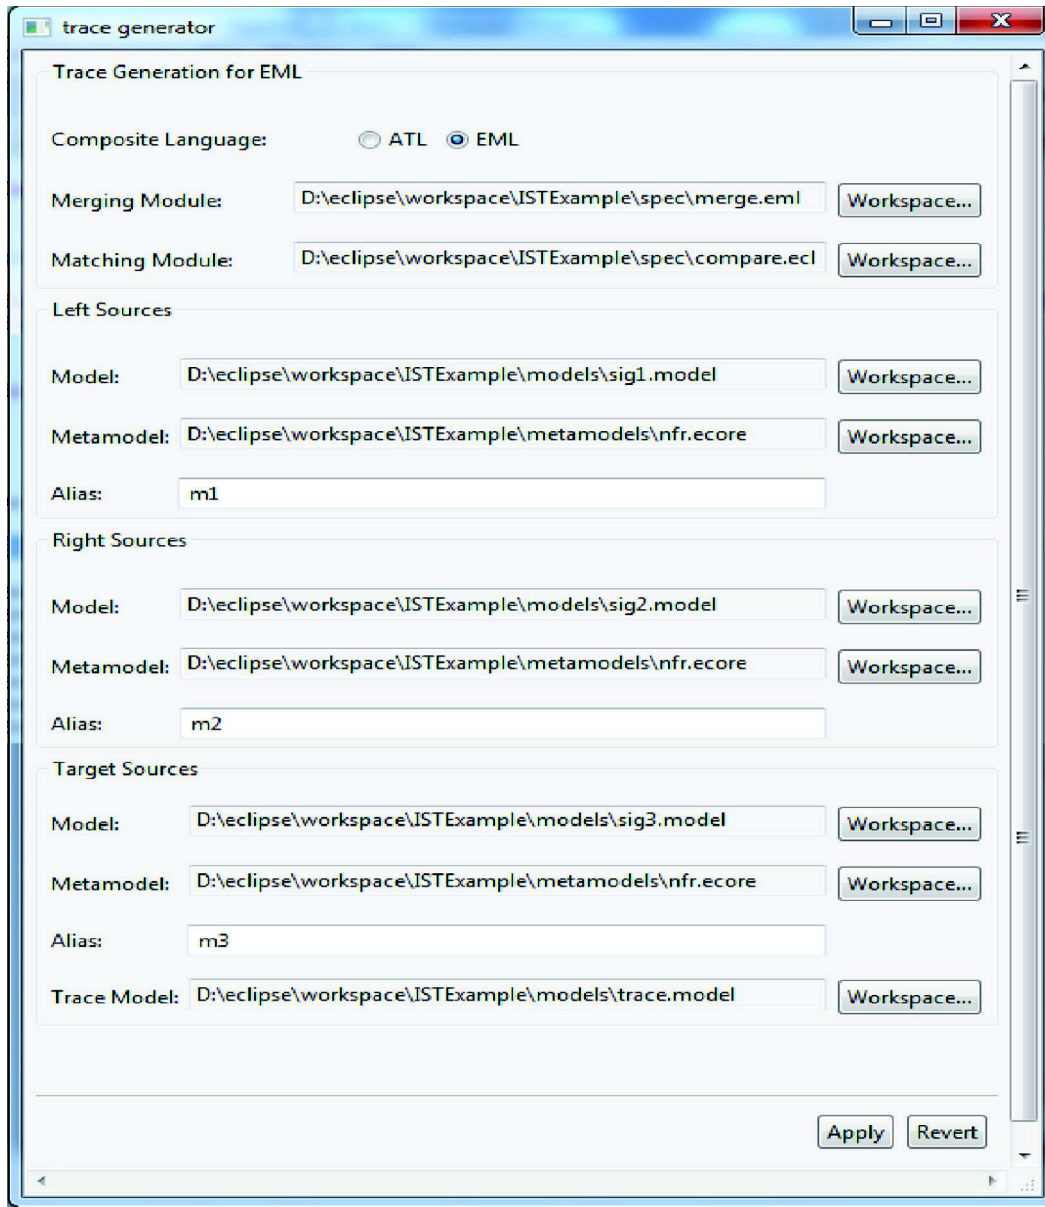 trace generator
Trace Generation for EML
Composite Language: ATL EML
Merging Module: D:\eclipse\workspace\ISTExample\spec\merge.eml Workspace...
Matching Module: D:\eclipse\workspace\ISTExample\spec\compare.ecl Workspace...
Left Sources
Model: D:\eclipse\workspace\ISTExample\models\sig1.model Workspace...
Metamodel: D:\eclipse\workspace\ISTExample\metamodels\nfr.ecore Workspace...
Alias: m1
Right Sources
Model: D:\eclipse\workspace\ISTExample\models\sig2.model Workspace...
Metamodel: D:\eclipse\workspace\ISTExample\metamodels\nfr.ecore Workspace...
Alias: m2
Target Sources
Model: D:\eclipse\workspace\ISTExample\models\sig3.model Workspace...
Metamodel: D:\eclipse\workspace\ISTExample\metamodels\nfr.ecore Workspace...
Alias: m3
Trace Model: D:\eclipse\workspace\ISTExample\models\trace.model Workspace...
Apply Revert